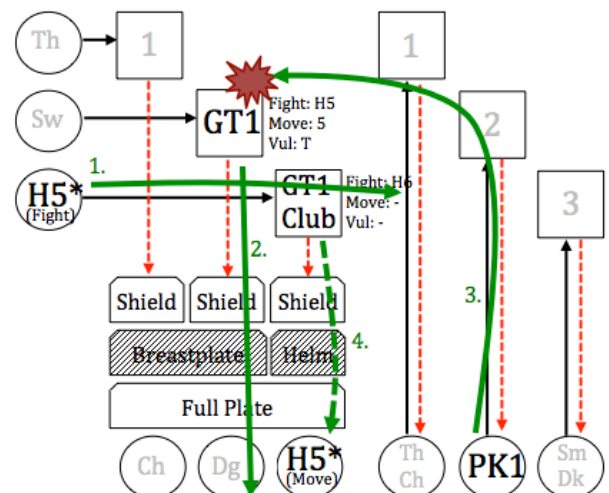 Th
1
1
Sw
GT1
Fight: H5
Move: 5
Vul: T
2
1.
H5*
(Fight)
GT1
Club
Fight: H6
Move: -
Vul: -
3
2.
3.
Shield
Shield
Shield
4.
Breastplate
Helm
Full Plate
Ch
Dg
H5*
(Move)
Th
Ch
PK1
Sm
Dk